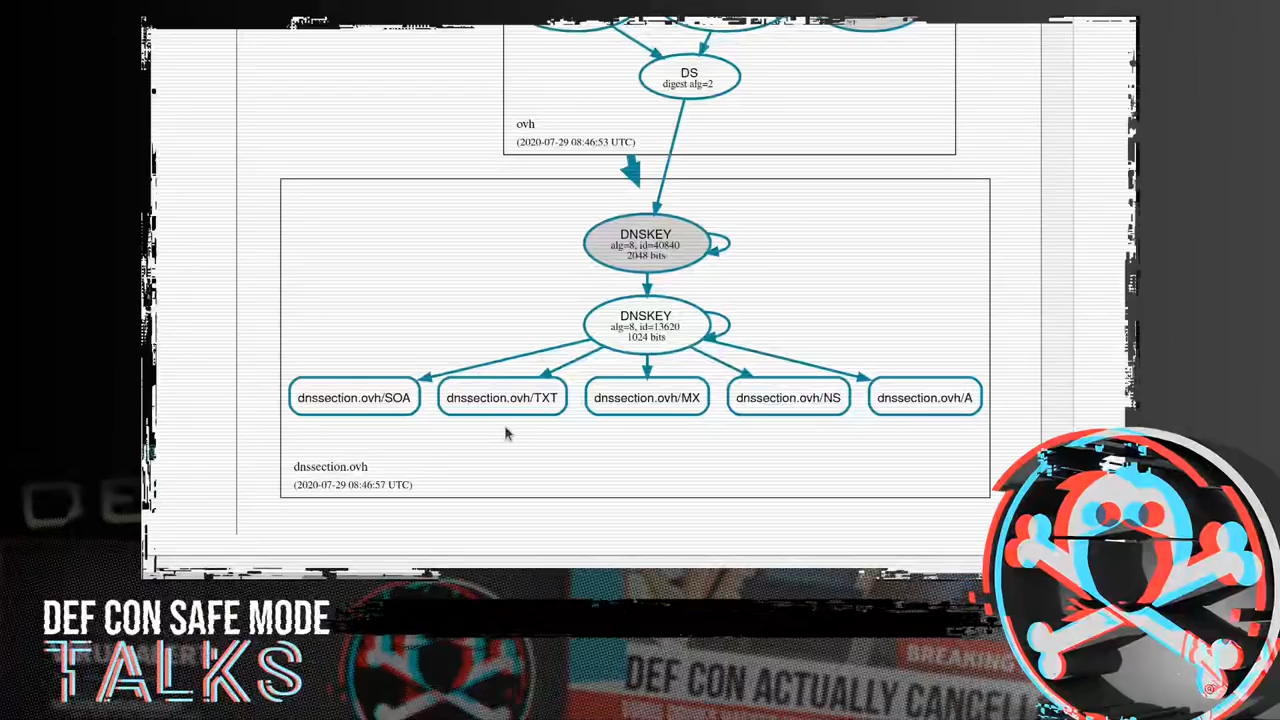 DS
digest alg=2
ovh
(2020-07-29 08:46:53 UTC)
DNSKEY
alg=8, id=40840
2048 bits
DNSKEY
alg=8, id=13620
1024 bits
dnssection.ovh/SOA
dnssection.ovh/TXT
dnssection.ovh/MX
dnssection.ovh/NS
dnssection.ovh/A
dnssection.ovh
(2020-07-29 08:46:57 UTC)
DEF CON SAFE MODE
TALKS
BREAKING
DEF CON ACTUALLY CANCELL